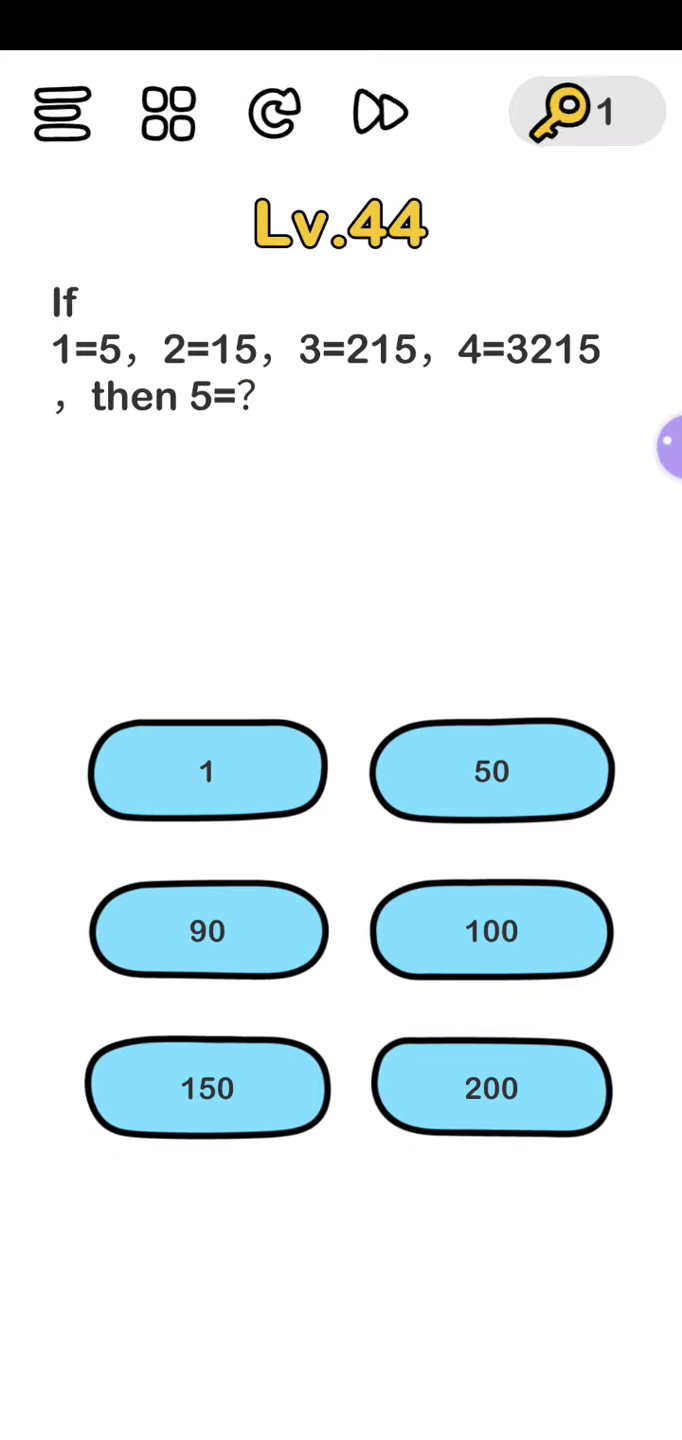 1
Lv.44
If
1=5，2=15，3=215，4=3215
，then 5=?
1
50
90
100
150
200